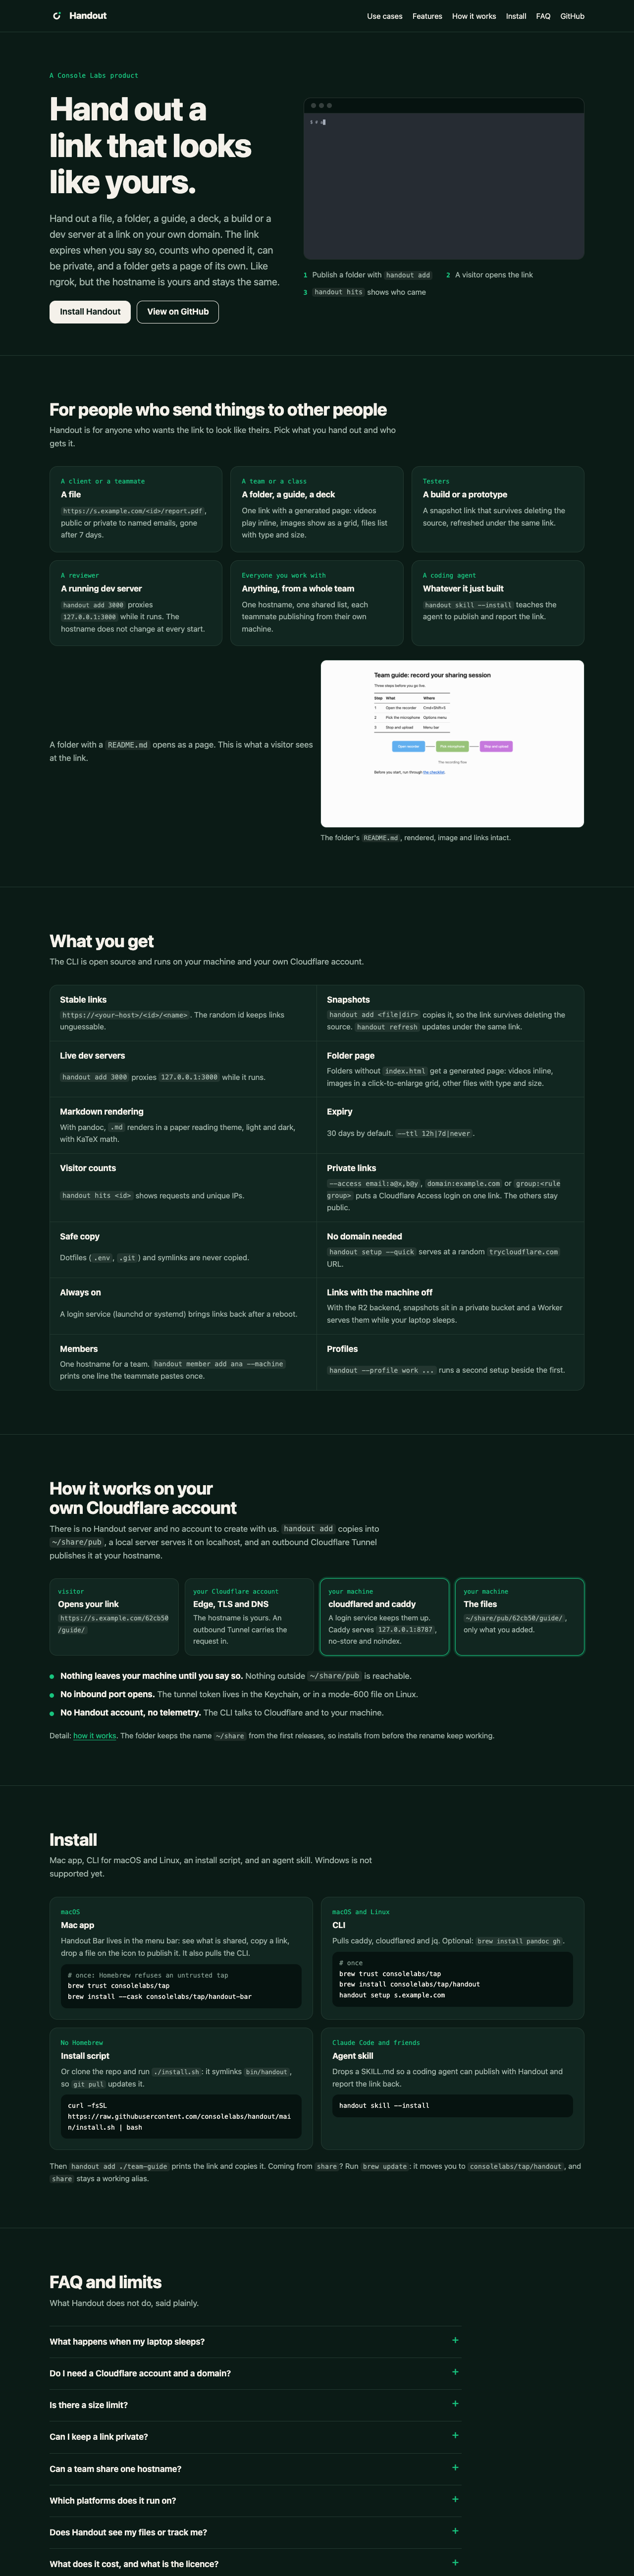 Handout
Use cases Features How it works Install FAQ GitHub
A Console Labs product
Hand out a
link that looks
like yours.
Hand out a file, a folder, a guide, a deck, a build or a
dev server at a link on your own domain. The link
expires when you say so, counts who opened it, can
be private, and a folder gets a page of its own. Like
ngrok, but the hostname is yours and stays the same.
Install Handout View on GitHub
1 Publish a folder with handout add
2 A visitor opens the link
3 handout hits shows who came
For people who send things to other people
Handout is for anyone who wants the link to look like theirs. Pick what you hand out and who
gets it.
A client or a teammate
A file
https://s.example.com/<id>/report.pdf,
public or private to named emails, gone
after 7 days.
A team or a class
A folder, a guide, a deck
One link with a generated page: videos
play inline, images show as a grid, files list
with type and size.
Testers
A build or a prototype
A snapshot link that survives deleting the
source, refreshed under the same link.
A reviewer
A running dev server
handout add 3000 proxies
127.0.0.1:3000 while it runs. The
hostname does not change at every start.
Everyone you work with
Anything, from a whole team
One hostname, one shared list, each
teammate publishing from their own
machine.
A coding agent
Whatever it just built
handout skill --install teaches the
agent to publish and report the link.
A folder with a README.md opens as a page. This is what a visitor sees
at the link.
Team guide: record your sharing session
Three steps before you go live.
Step What Where
1 Open the recorder Cmd+Shift+5
2 Pick the microphone Options menu
3 Stop and upload Menu bar
Open recorder Pick microphone Stop and upload
The recording flow
Before you start, run through the checklist.
The folder's README.md, rendered, image and links intact.
What you get
The CLI is open source and runs on your machine and your own Cloudflare account.
Stable links
https://<your-host>/<id>/<name>. The random id keeps links
unguessable.
Snapshots
handout add <file|dir> copies it, so the link survives deleting the
source. handout refresh updates under the same link.
Live dev servers
handout add 3000 proxies 127.0.0.1:3000 while it runs.
Folder page
Folders without index.html get a generated page: videos inline,
images in a click-to-enlarge grid, other files with type and size.
Markdown rendering
With pandoc, .md renders in a paper reading theme, light and dark,
with KaTeX math.
Expiry
30 days by default. --ttl 12h|7d|never.
Visitor counts
handout hits <id> shows requests and unique IPs.
Private links
--access email:a@x,b@y, domain:example.com or group:<rule
group> puts a Cloudflare Access login on one link. The others stay
public.
Safe copy
Dotfiles (.env, .git) and symlinks are never copied.
No domain needed
handout setup --quick serves at a random trycloudflare.com
URL.
Always on
A login service (launchd or systemd) brings links back after a reboot.
Links with the machine off
With the R2 backend, snapshots sit in a private bucket and a Worker
serves them while your laptop sleeps.
Members
One hostname for a team. handout member add ana --machine
prints one line the teammate pastes once.
Profiles
handout --profile work ... runs a second setup beside the first.
How it works on your
own Cloudflare account
There is no Handout server and no account to create with us. handout add copies into
~/share/pub, a local server serves it on localhost, and an outbound Cloudflare Tunnel
publishes it at your hostname.
visitor
Opens your link
https://s.example.com/62cb50
/guide/
your Cloudflare account
Edge, TLS and DNS
The hostname is yours. An
outbound Tunnel carries the
request in.
your machine
cloudflared and caddy
A login service keeps them up.
Caddy serves 127.0.0.1:8787,
no-store and noindex.
your machine
The files
~/share/pub/62cb50/guide/,
only what you added.
Nothing leaves your machine until you say so. Nothing outside ~/share/pub is reachable.
No inbound port opens. The tunnel token lives in the Keychain, or in a mode-600 file on Linux.
No Handout account, no telemetry. The CLI talks to Cloudflare and to your machine.
Detail: how it works. The folder keeps the name ~/share from the first releases, so installs from before the rename keep working.
Install
Mac app, CLI for macOS and Linux, an install script, and an agent skill. Windows is not
supported yet.
macOS
Mac app
Handout Bar lives in the menu bar: see what is shared, copy a link,
drop a file on the icon to publish it. It also pulls the CLI.
# once: Homebrew refuses an untrusted tap
brew trust consolelabs/tap
brew install --cask consolelabs/tap/handout-bar
macOS and Linux
CLI
Pulls caddy, cloudflared and jq. Optional: brew install pandoc gh.
# once
brew trust consolelabs/tap
brew install consolelabs/tap/handout
handout setup s.example.com
No Homebrew
Install script
Or clone the repo and run ./install.sh: it symlinks bin/handout,
so git pull updates it.
curl -fsSL
https://raw.githubusercontent.com/consolelabs/handout/mai
n/install.sh | bash
Claude Code and friends
Agent skill
Drops a SKILL.md so a coding agent can publish with Handout and
report the link back.
handout skill --install
Then handout add ./team-guide prints the link and copies it. Coming from share? Run brew update: it moves you to consolelabs/tap/handout, and
share stays a working alias.
FAQ and limits
What Handout does not do, said plainly.
What happens when my laptop sleeps? +
Do I need a Cloudflare account and a domain? +
Is there a size limit? +
Can I keep a link private? +
Can a team share one hostname? +
Which platforms does it run on? +
Does Handout see my files or track me? +
What does it cost, and what is the licence? +